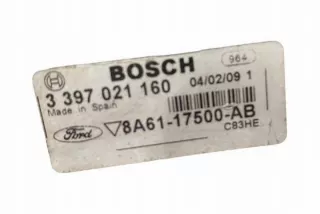 BOSCH 964
3 397 021 160 04/02/09 1
Made in Spain
Ford 8A61-17500-AB
C83HE